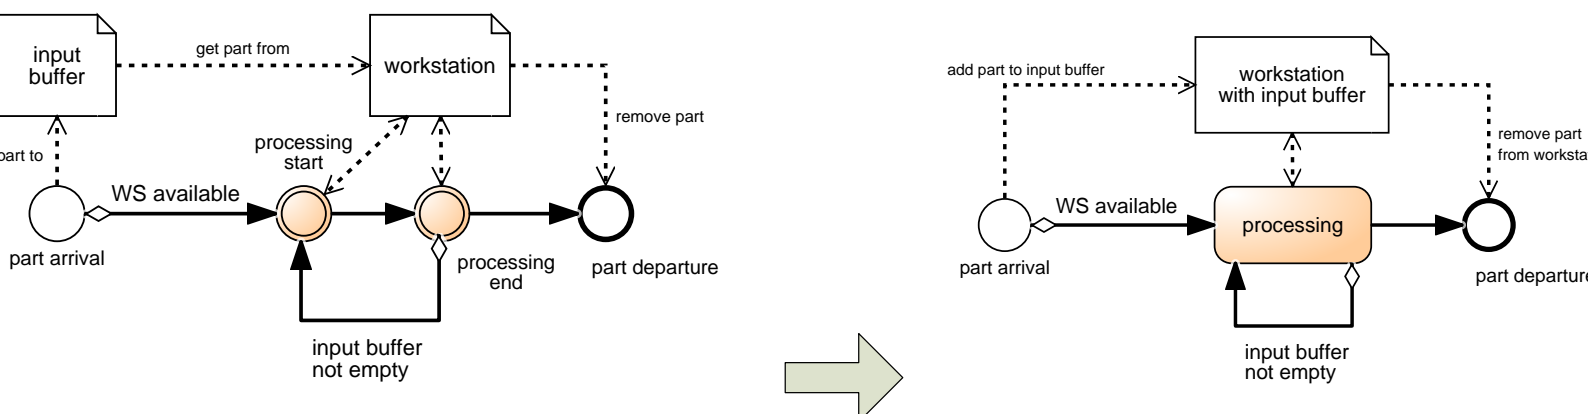 input
buffer
get part from
workstation
remove part
processing
start
part to
WS available
part arrival
processing
end
part departure
input buffer
not empty
add part to input buffer
workstation
with input buffer
remove part
from
WS available
processing
part arrival
part departure
input buffer
not empty